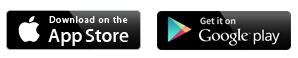 Download on the
App Store
Get it on
Google play